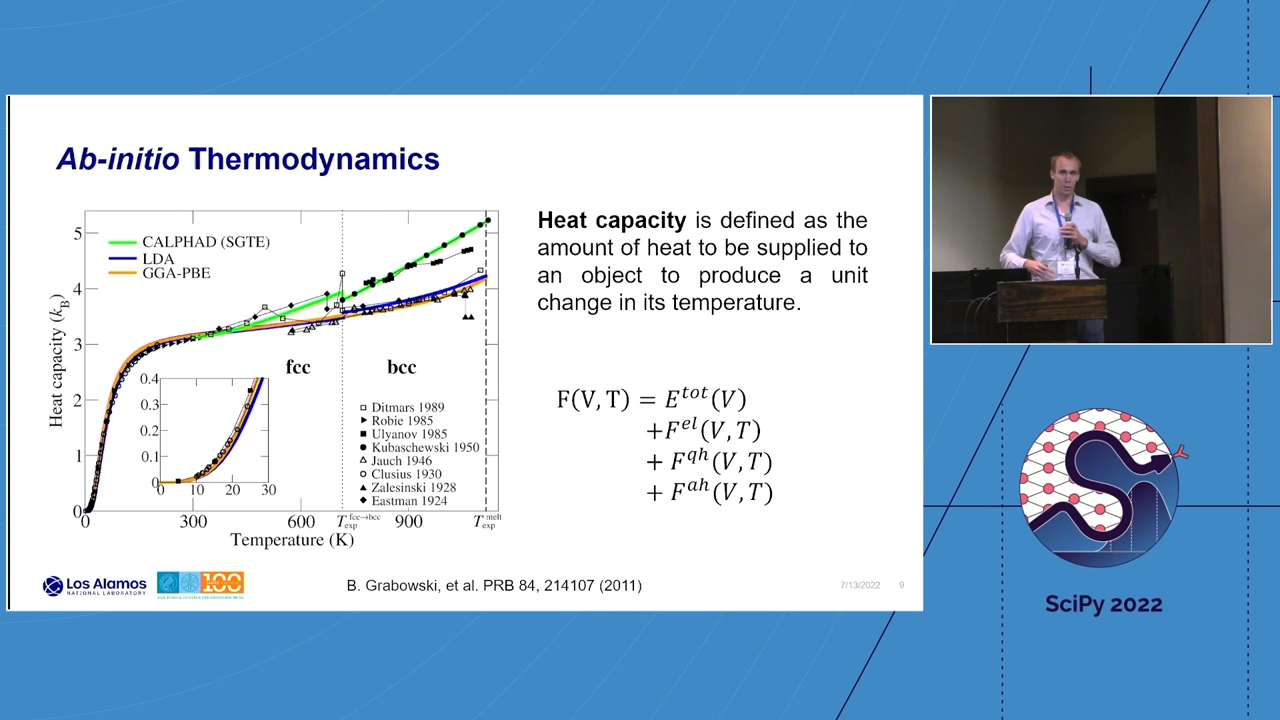 Ab-initio Thermodynamics
Heat capacity (kB)
5
4
3
2
1
0
CALPHAD (SGTE)
LDA
GGA-PBE
fcc
bcc
0.4
0.3
0.2
0.1
0
0
10
20
30
Ditmars 1989
Robie 1985
Ulyanov 1985
Kubaschewski 1950
Jauch 1946
Clusius 1930
Zalesinski 1928
Eastman 1924
0
300
600
T exp fcc→bcc
900
T exp melt
Temperature (K)
Heat capacity is defined as the
amount of heat to be supplied to
an object to produce a unit
change in its temperature.
F(V, T) = E^tot(V)
+F^el(V, T)
+ F^qh(V, T)
+ F^ah(V, T)
Los Alamos
NATIONAL LABORATORY
100
B. Grabowski, et al. PRB 84, 214107 (2011)
7/13/2022
9
SciPy 2022